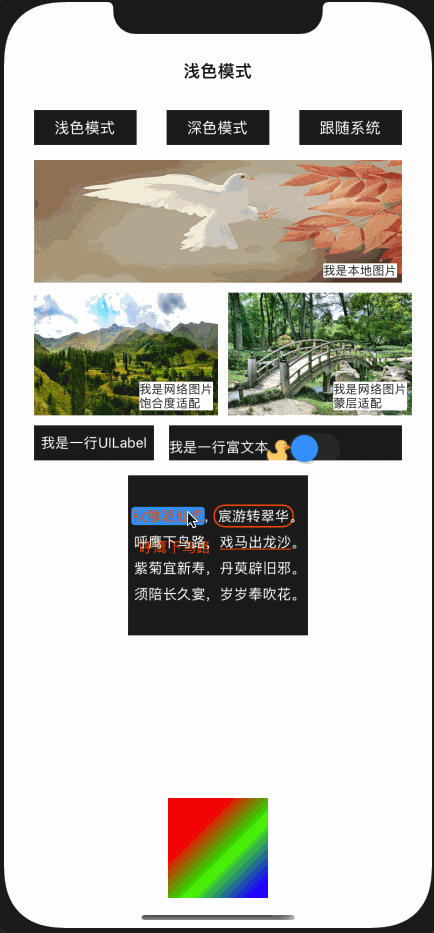 浅色模式
浅色模式 深色模式 跟随系统
我是本地图片
我是网络图片
饱合度适配
我是网络图片
蒙层适配
我是一行UILabel
我是一行富文本
，宸游转翠华。
呼鹰下鸟路，戏马出龙沙。
紫菊宜新寿，丹萸辟旧邪。
须陪长久宴，岁岁奉吹花。